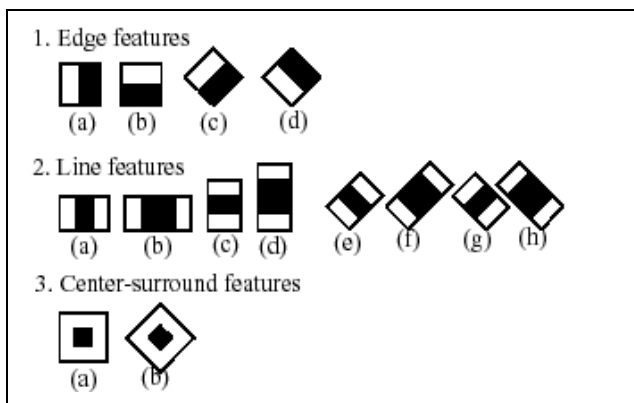 1. Edge features
(a) (b) (c) (d)
2. Line features
(a) (b) (c) (d) (e) (f) (g) (h)
3. Center-surround features
(a) (b)